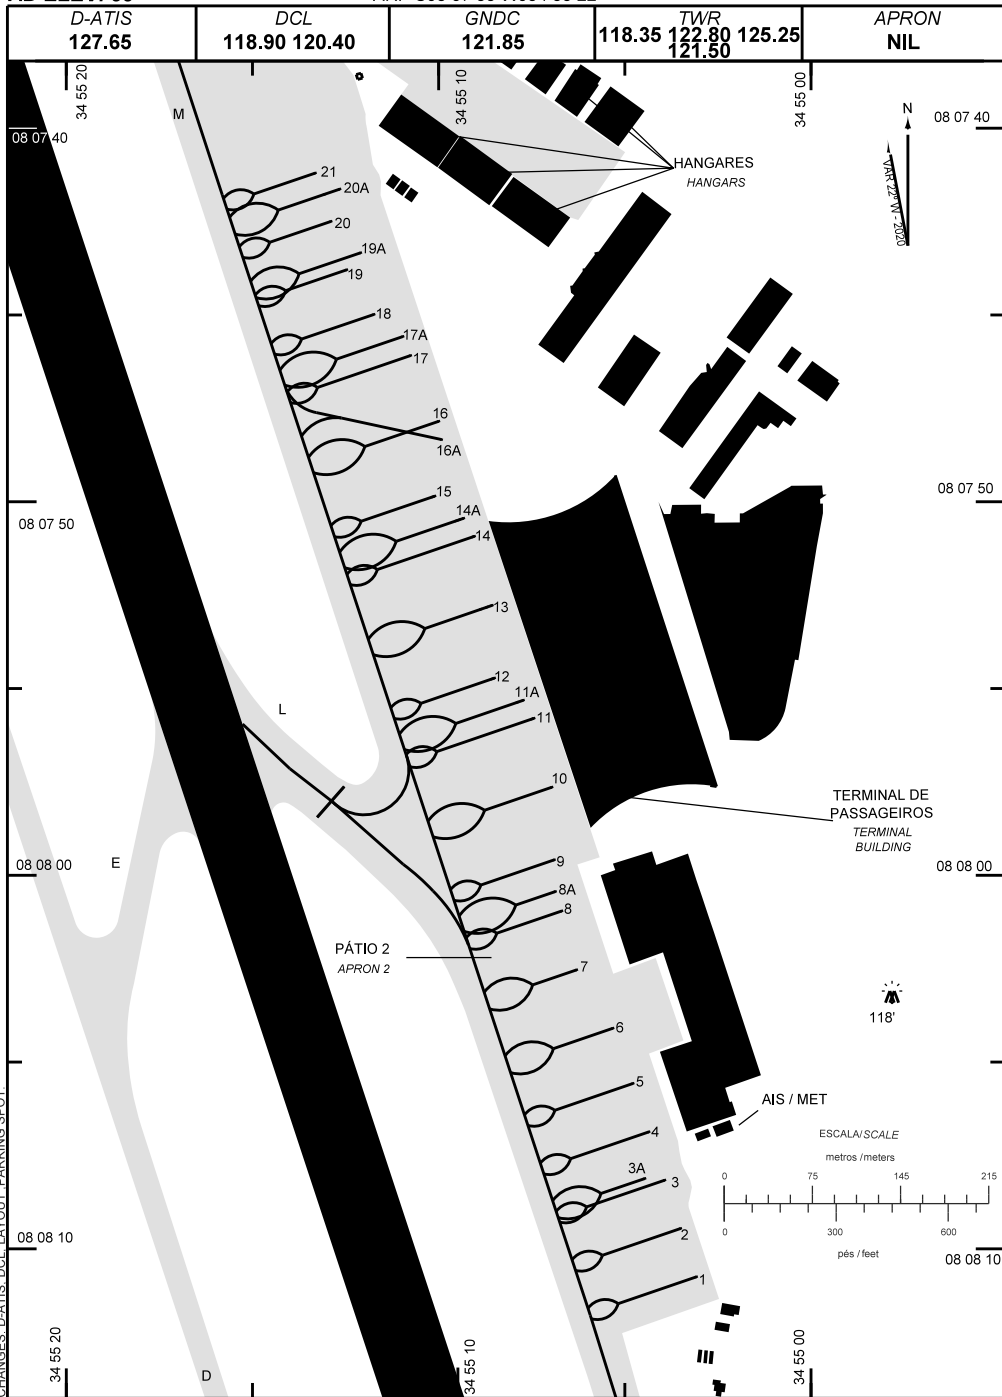 D-ATIS
127.65
DCL
118.90 120.40
GNDC
121.85
TWR
118.35 122.80 125.25
121.50
APRON
NIL
34 55 20
34 55 10
34 55 00
M
08 07 40
N
08 07 40
VAR 22° W - 2020
HANGARES
HANGARS
21
20A
20
19A
19
18
17A
17
16
16A
15
14A
14
08 07 50
08 07 50
13
12
11A
11
L
10
TERMINAL DE
PASSAGEIROS
TERMINAL
BUILDING
9
8A
8
08 08 00
E
08 08 00
PÁTIO 2
APRON 2
7
118'
6
5
AIS / MET
4
3A
3
ESCALA/SCALE
metros / meters
0 75 145 215
0 300 600
pés / feet
2
1
08 08 10
08 08 10
D
34 55 20
34 55 10
34 55 00
CHANGES: D-ATIS, DCL, LAYOUT, PARKING SPOT.